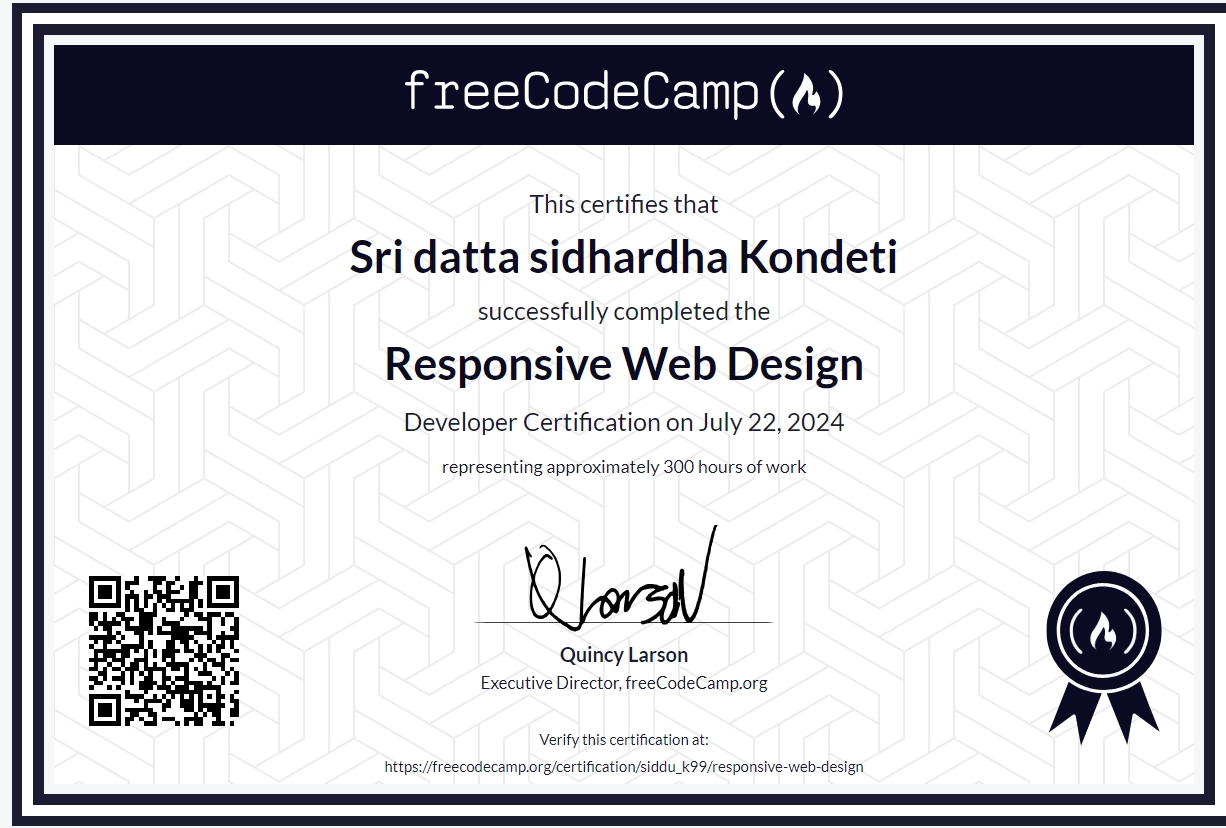 freeCodeCamp
This certifies that
Sri datta sidhardha Kondeti
successfully completed the
Responsive Web Design
Developer Certification on July 22, 2024
representing approximately 300 hours of work
Quincy Larson
Executive Director, freeCodeCamp.org
Verify this certification at:
https://freecodecamp.org/certification/siddu_k99/responsive-web-design